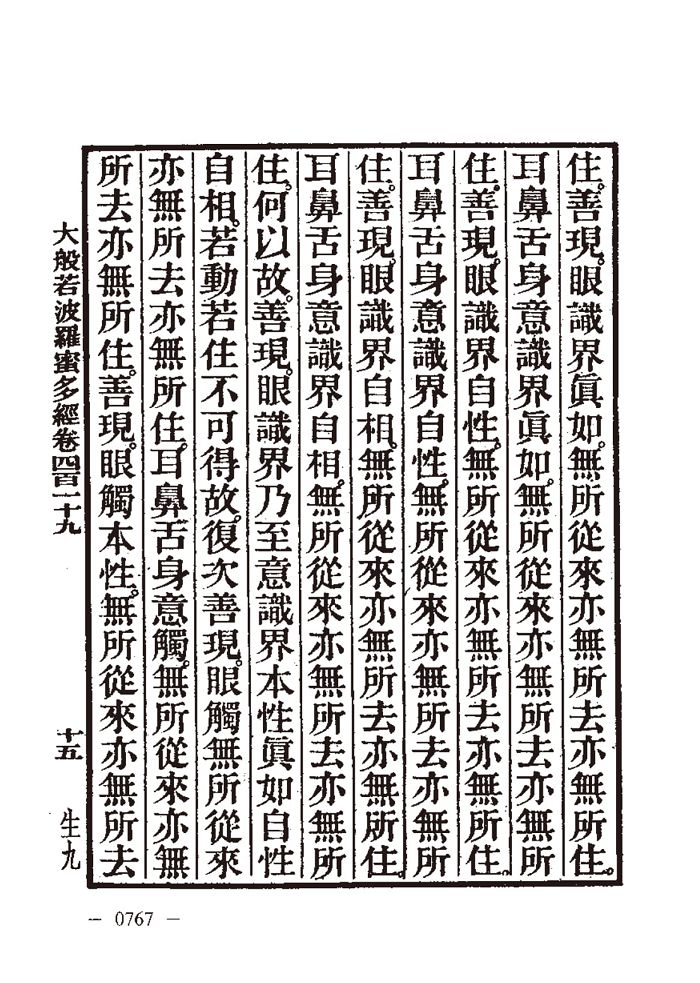 住。善現。眼識界眞如。無所從來亦無所去亦無所住。
耳鼻舌身意識界眞如。無所從來亦無所去亦無所
住。善現。眼識界自性。無所從來亦無所去亦無所住。
耳鼻舌身意識界自性。無所從來亦無所去亦無所
住。善現。眼識界自相。無所從來亦無所去亦無所住。
耳鼻舌身意識界自相。無所從來亦無所去亦無所
住。何以故。善現。眼識界乃至意識界本性眞如自性
自相。若動若住不可得故。復次善現。眼觸無所從來
亦無所去亦無所住。耳鼻舌身意觸。無所從來亦無
所去亦無所住。善現。眼觸本性。無所從來亦無所去
大般若波羅蜜多經卷四百一十九 十五 生九
— 0767 —